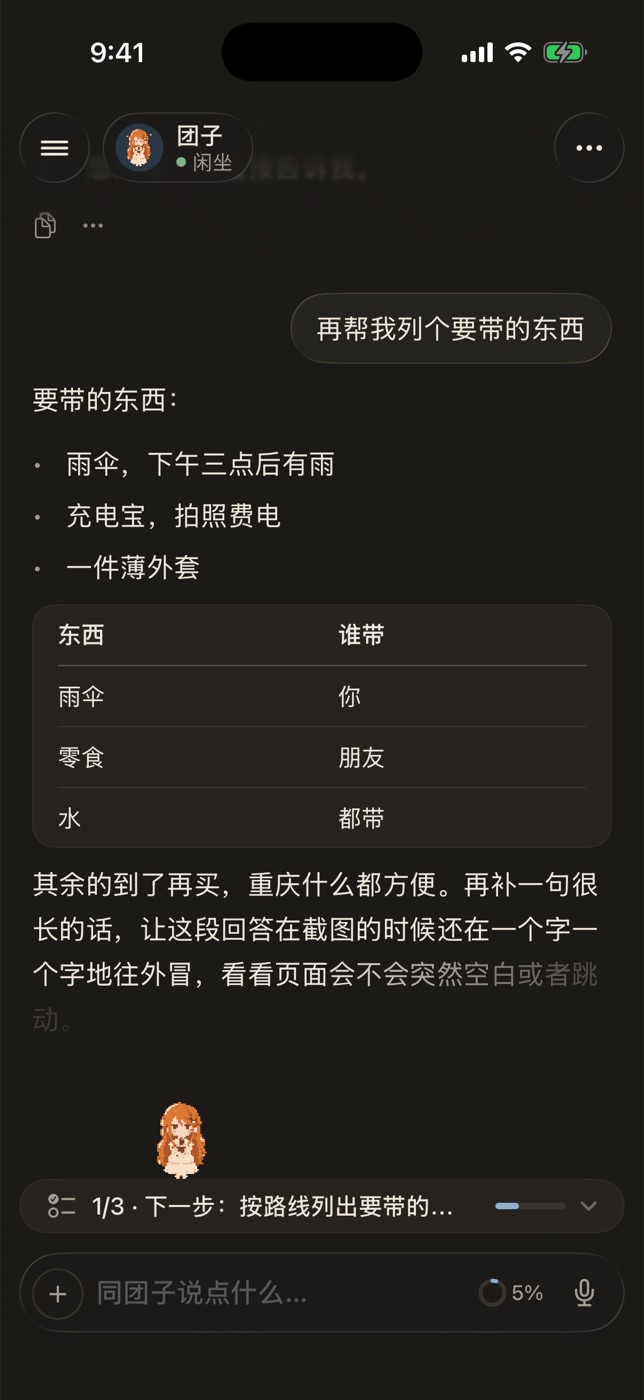 9:41
团子
闲坐
接告诉我。
再帮我列个要带的东西
要带的东西：
• 雨伞，下午三点后有雨
• 充电宝，拍照费电
• 一件薄外套
东西 谁带
雨伞 你
零食 朋友
水 都带
其余的到了再买，重庆什么都方便。再补一句很
长的话，让这段回答在截图的时候还在一个字一
个字地往外冒，看看页面会不会突然空白或者跳
动。
1/3 · 下一步：按路线列出要带的…
同团子说点什么… 5%